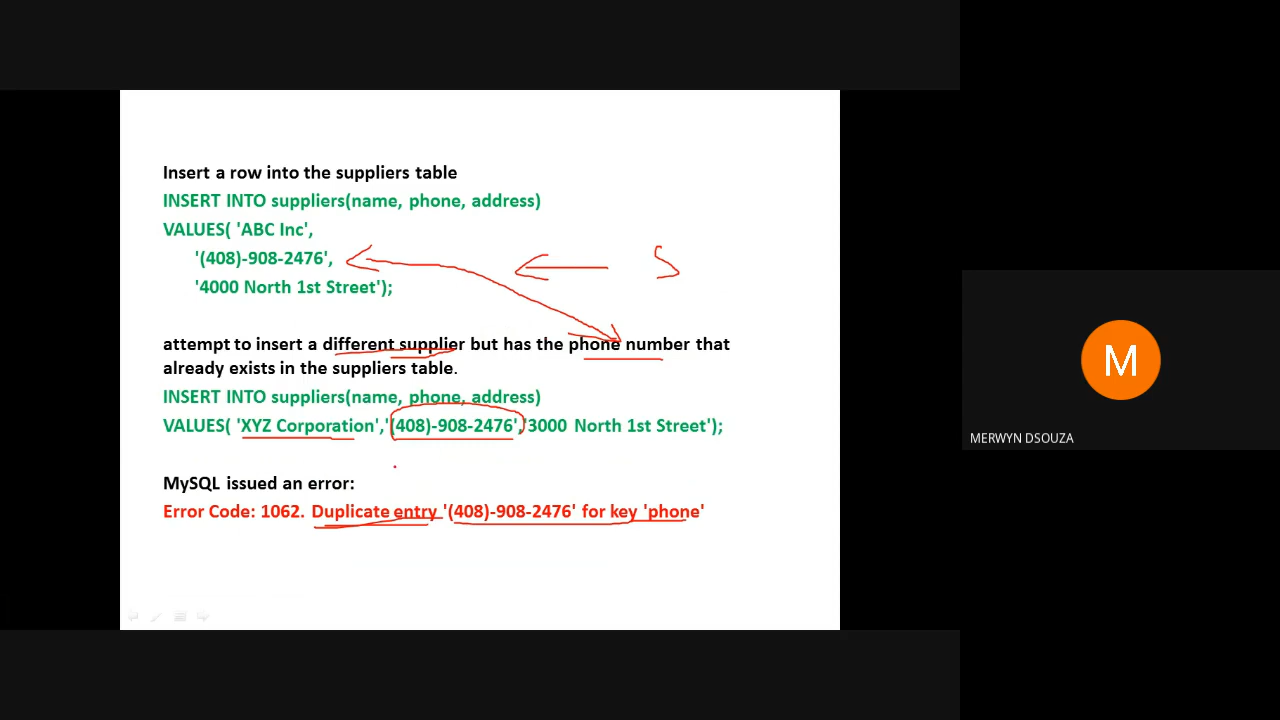 Insert a row into the suppliers table
INSERT INTO suppliers(name, phone, address)
VALUES( 'ABC Inc',
'(408)-908-2476',
'4000 North 1st Street');
S
attempt to insert a different supplier but has the phone number that
already exists in the suppliers table.
INSERT INTO suppliers(name, phone, address)
VALUES( 'XYZ Corporation','(408)-908-2476','3000 North 1st Street');
MySQL issued an error:
Error Code: 1062. Duplicate entry '(408)-908-2476' for key 'phone'
M
MERWYN DSOUZA